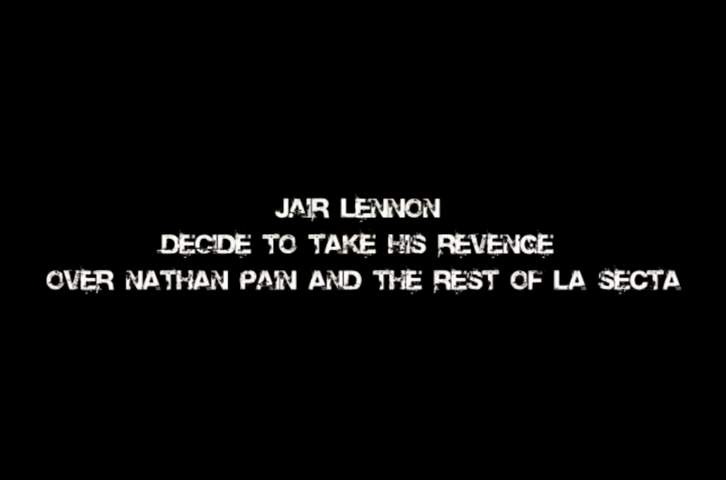 JAIR LENNON
DECIDE TO TAKE HIS REVENGE
OVER NATHAN PAIN AND THE REST OF LA SECTA